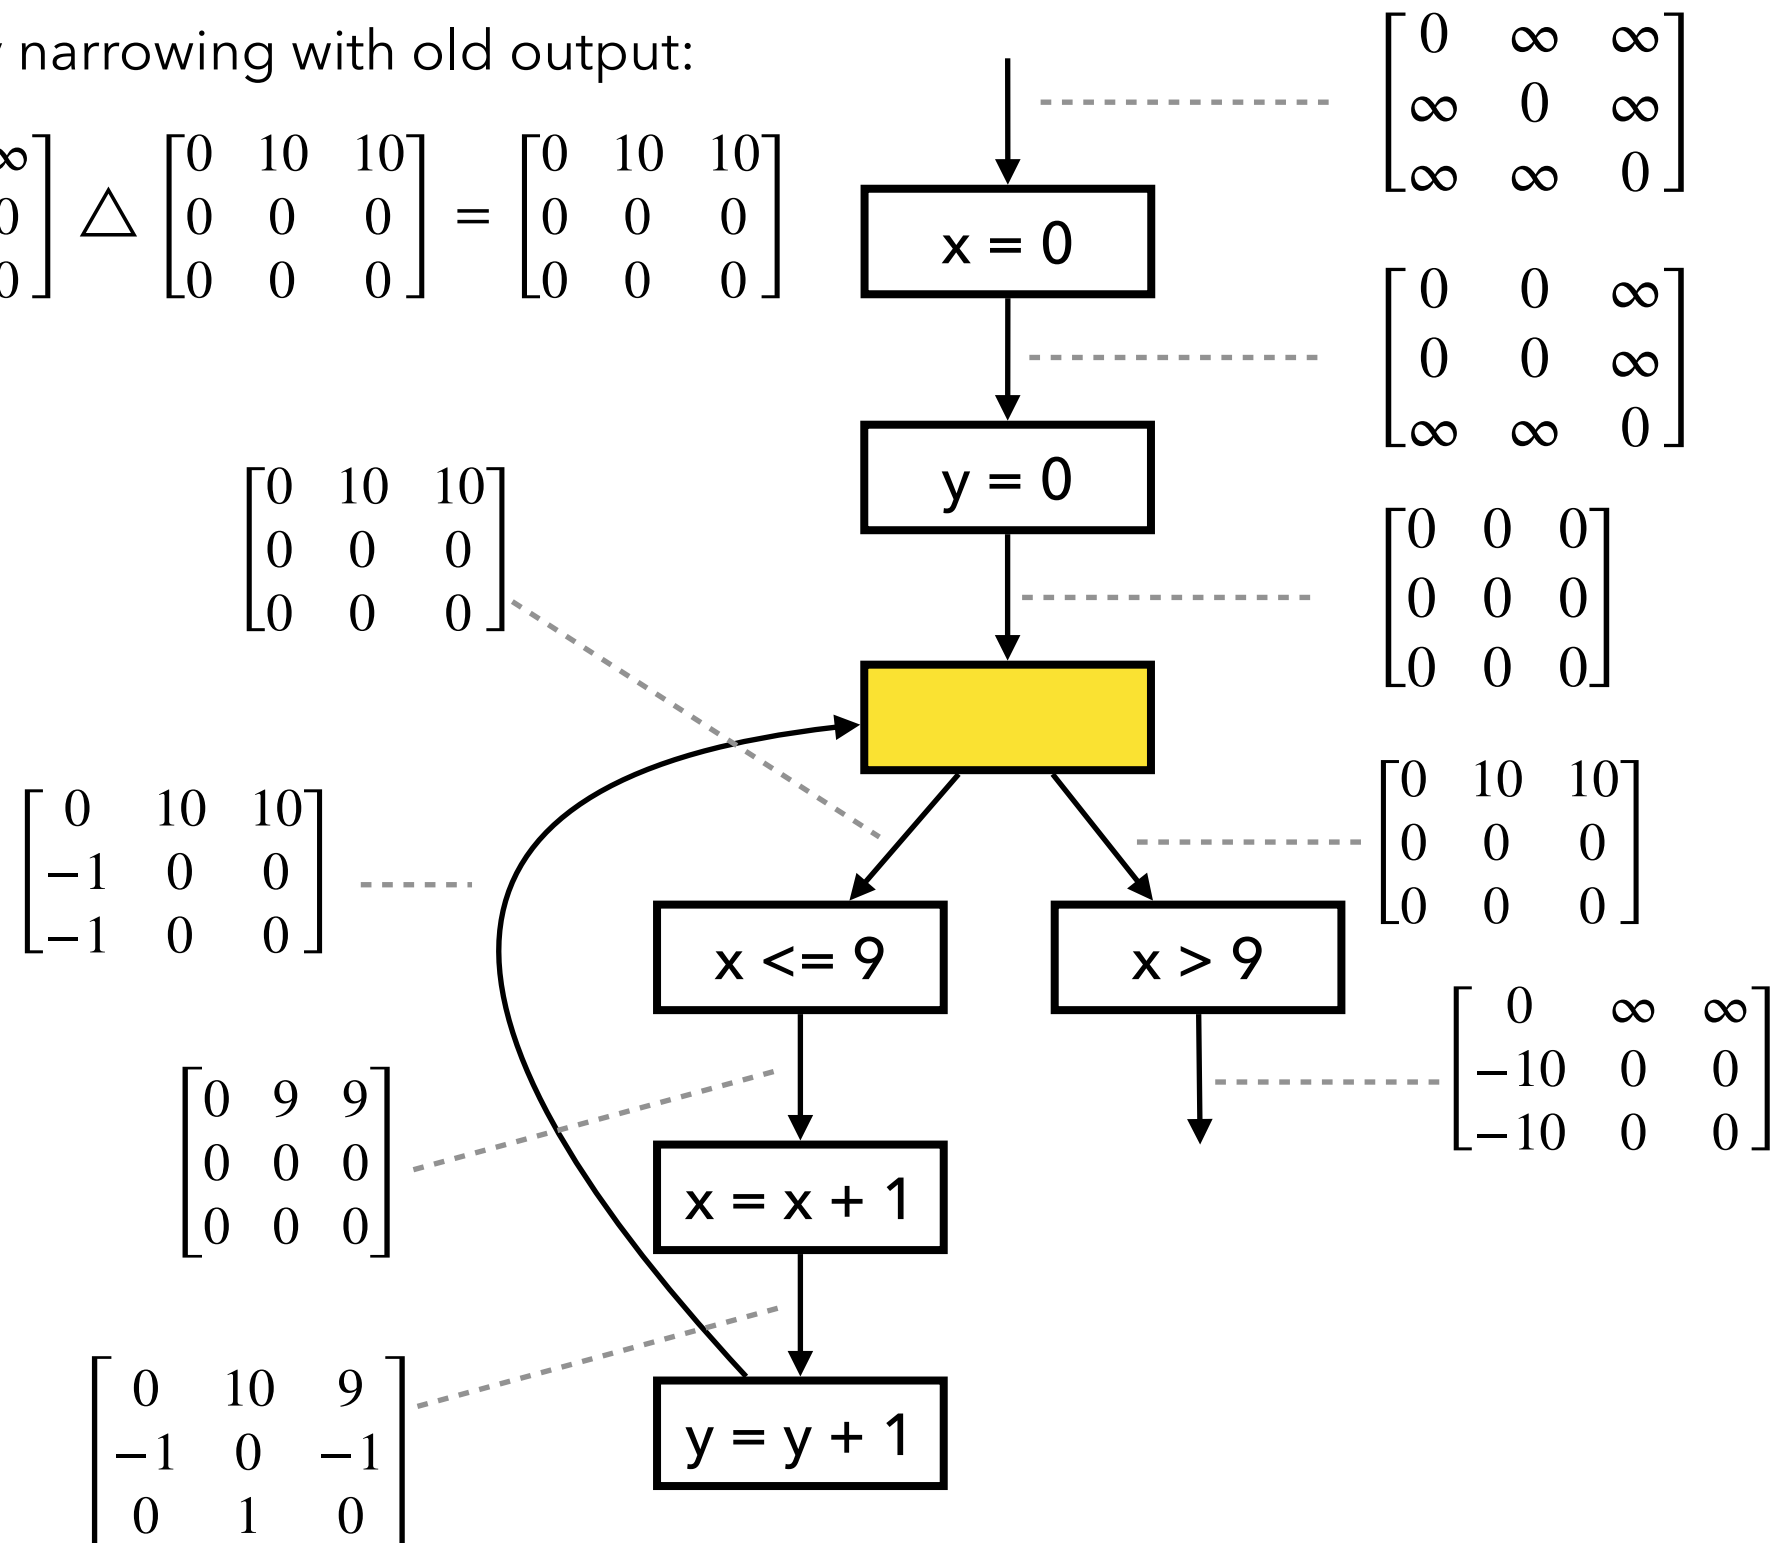 narrowing with old output:
∞] △ [0 10 10] = [0 10 10]
0] [0 0 0] [0 0 0]
0] [0 0 0] [0 0 0]
[0 ∞ ∞]
[∞ 0 ∞]
[∞ ∞ 0]
x = 0
[0 0 ∞]
[0 0 ∞]
[∞ ∞ 0]
y = 0
[0 10 10]
[0 0 0]
[0 0 0]
[0 0 0]
[0 0 0]
[0 0 0]
[0 10 10]
[−1 0 0]
[−1 0 0]
[0 10 10]
[0 0 0]
[0 0 0]
x <= 9
x > 9
[0 ∞ ∞]
[−10 0 0]
[−10 0 0]
[0 9 9]
[0 0 0]
[0 0 0]
x = x + 1
[0 10 9]
[−1 0 −1]
[0 1 0]
y = y + 1